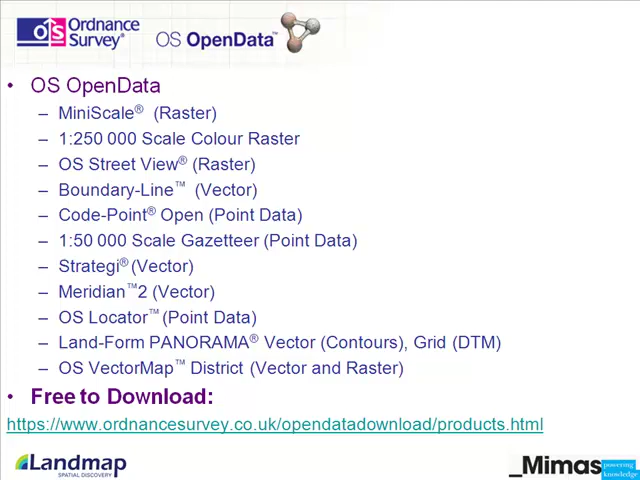 Ordnance Survey®
OS OpenData™
• OS OpenData
– MiniScale® (Raster)
– 1:250 000 Scale Colour Raster
– OS Street View® (Raster)
– Boundary-Line™ (Vector)
– Code-Point® Open (Point Data)
– 1:50 000 Scale Gazetteer (Point Data)
– Strategi® (Vector)
– Meridian™2 (Vector)
– OS Locator™ (Point Data)
– Land-Form PANORAMA® Vector (Contours), Grid (DTM)
– OS VectorMap™ District (Vector and Raster)
• Free to Download:
https://www.ordnancesurvey.co.uk/opendatadownload/products.html
Landmap
SPATIAL DISCOVERY
_Mimas
powering
knowledge